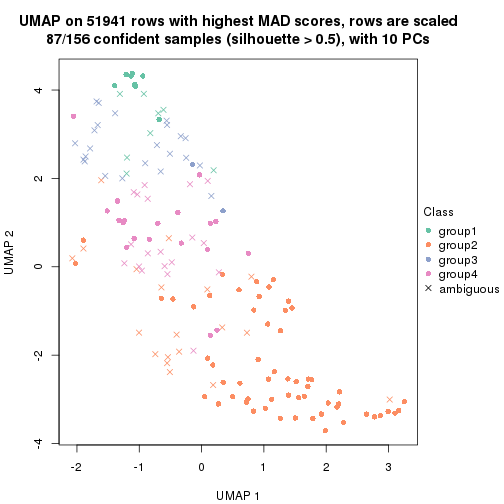 UMAP on 51941 rows with highest MAD scores, rows are scaled
87/156 confident samples (silhouette > 0.5), with 10 PCs
4
2
0
-2
-4
UMAP 2
-2
-1
0
1
2
3
UMAP 1
Class
group1
group2
group3
group4
ambiguous